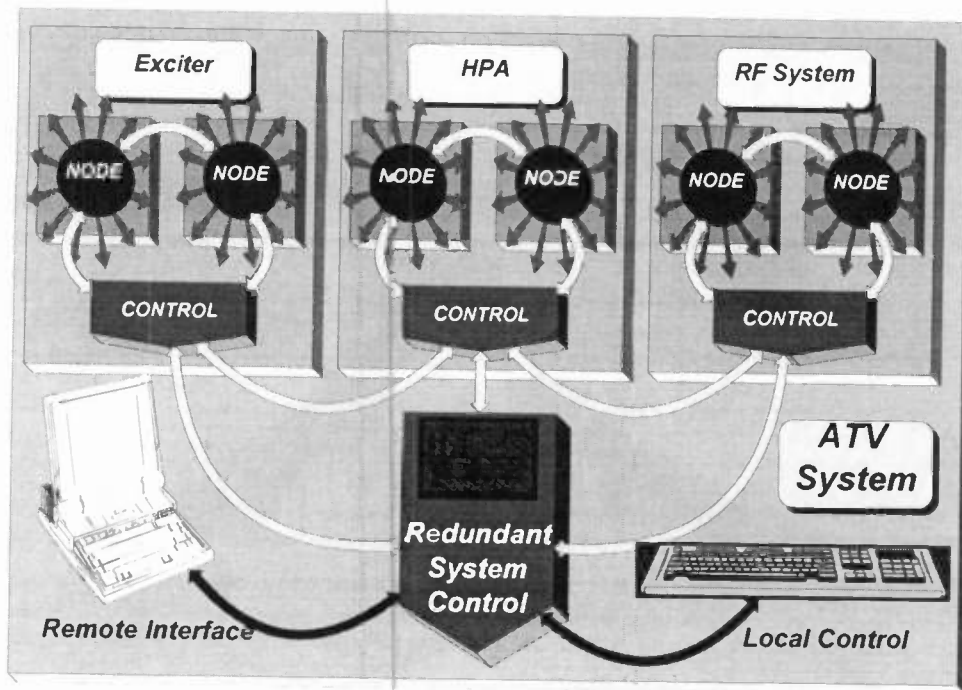 Exciter
HPA
RF System
NODE
NODE
NODE
NODE
NODE
NODE
CONTROL
CONTROL
CONTROL
ATV
System
Redundant
System
Control
Remote Interface
Local Control